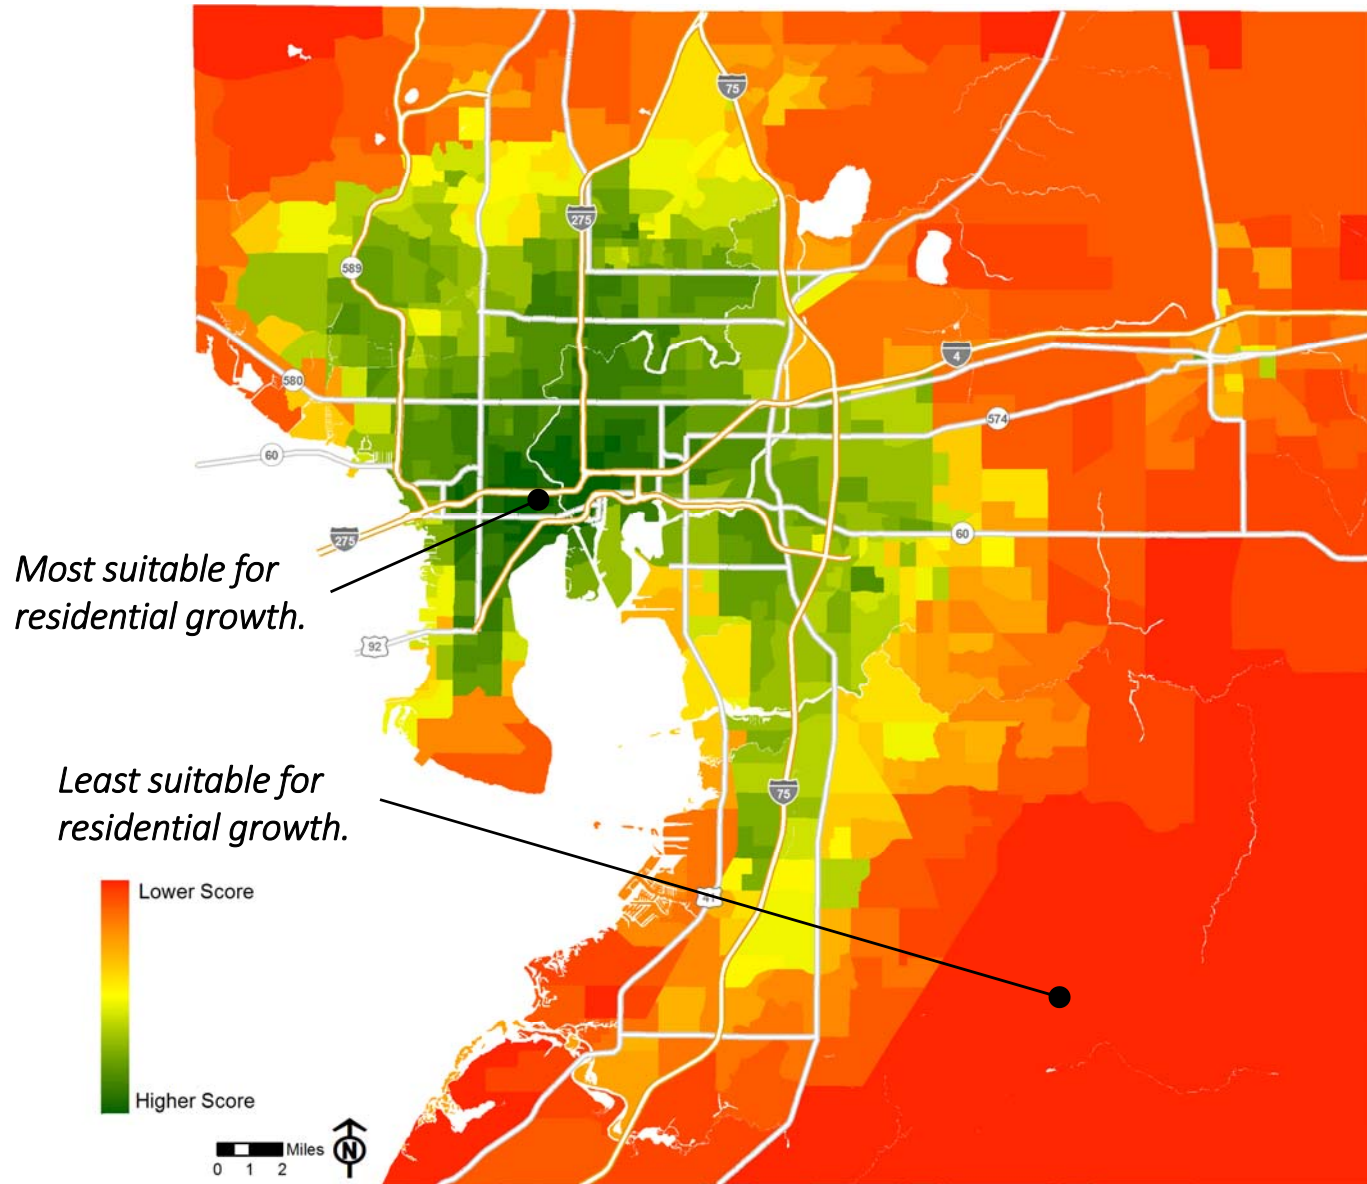 75
275
589
4
580
574
60
60
275
Most suitable for
residential growth.
92
Least suitable for
residential growth.
75
41
Lower Score
Higher Score
Miles
N
0 1 2